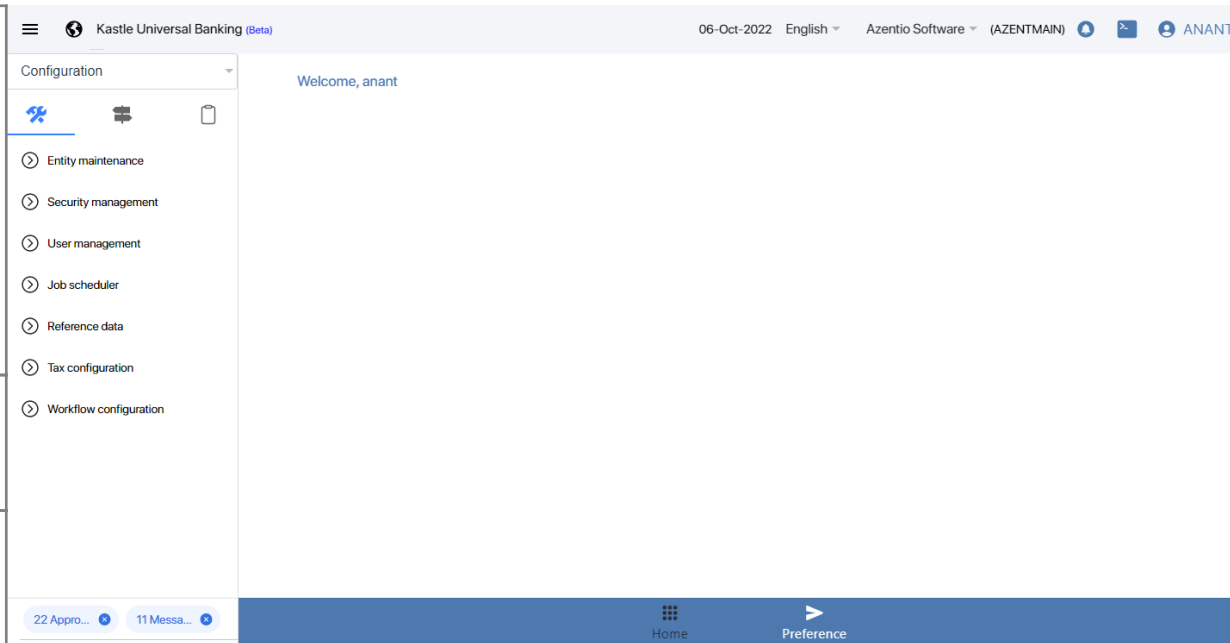 Kastle Universal Banking (Beta) 06-Oct-2022 English Azentio Software (AZENTMAIN) ANANT
Configuration
Welcome, anant
Entity maintenance
Security management
User management
Job scheduler
Reference data
Tax configuration
Workflow configuration
22 Appro... 11 Messa...
Home Preference